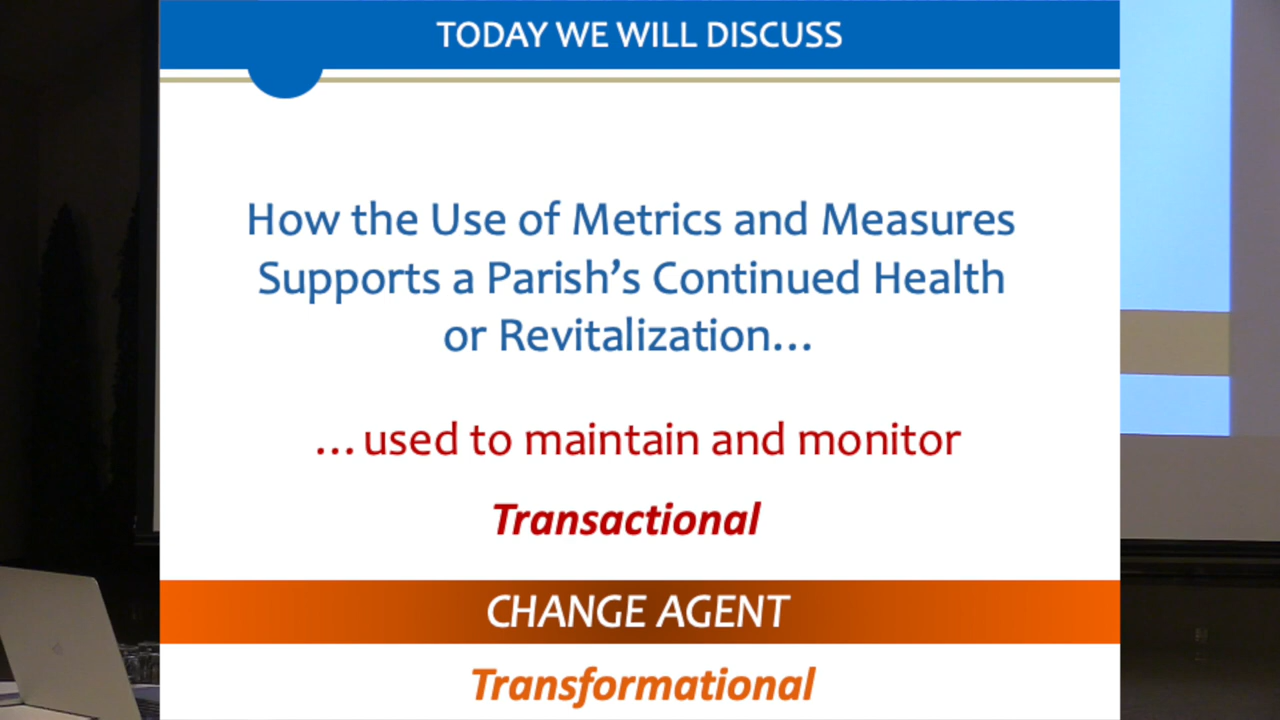 TODAY WE WILL DISCUSS
How the Use of Metrics and Measures
Supports a Parish’s Continued Health
or Revitalization...
...used to maintain and monitor
Transactional
CHANGE AGENT
Transformational